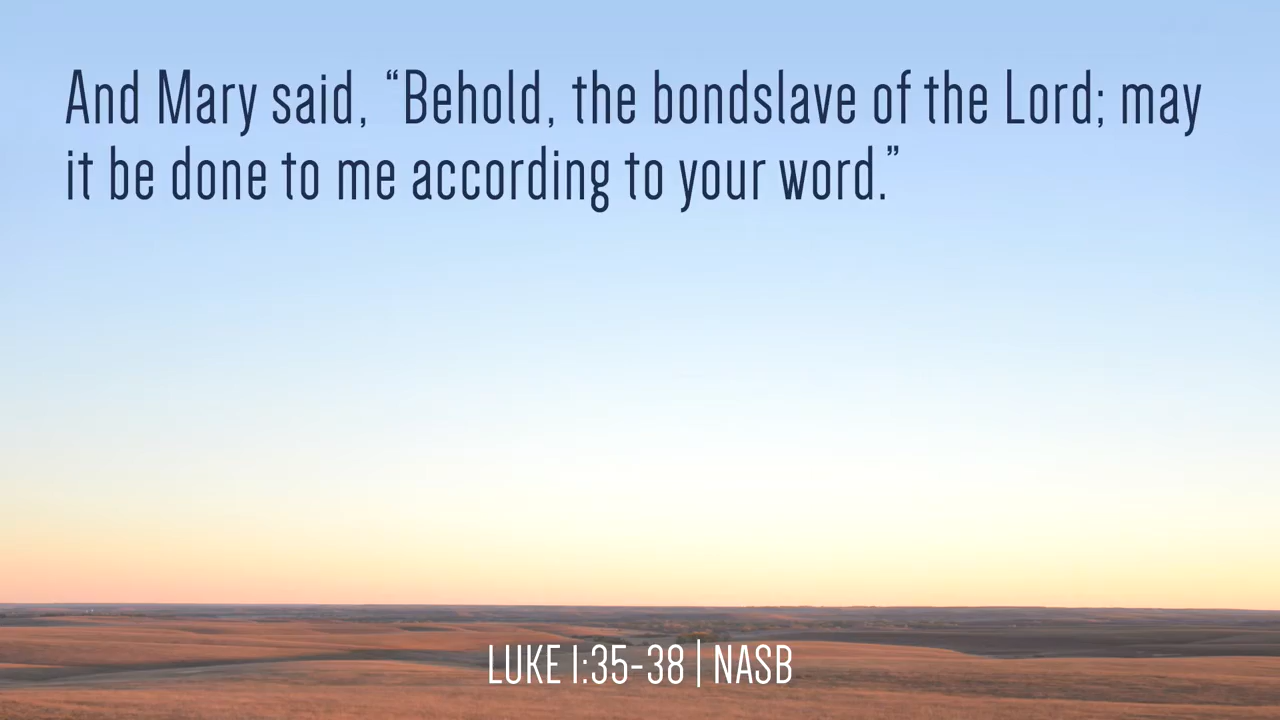 And Mary said, “Behold, the bondslave of the Lord; may
it be done to me according to your word.”
LUKE 1:35-38 | NASB